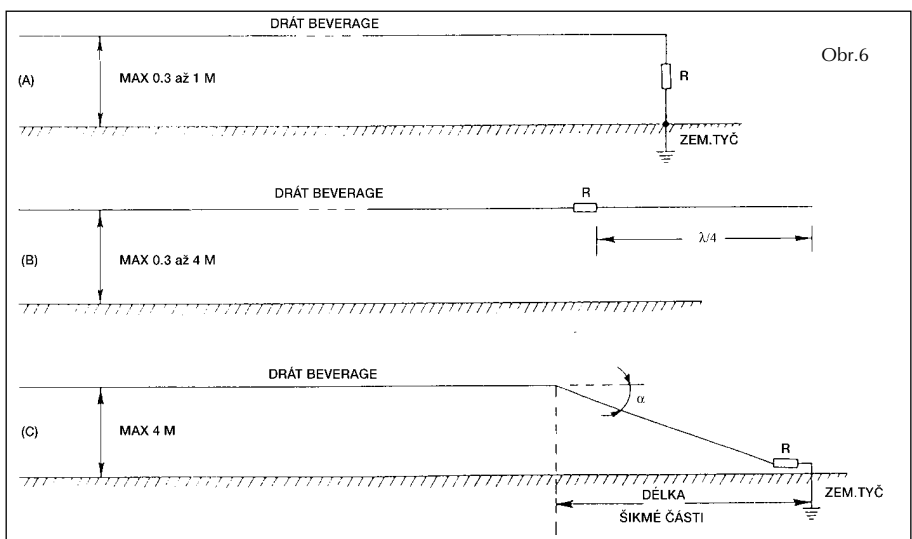 DRÁT BEVERAGE
Obr.6
(A)
MAX 0.3 až 1 M
R
ZEM.TYČ
DRÁT BEVERAGE
R
λ/4
(B)
MAX 0.3 až 4 M
DRÁT BEVERAGE
α
(C)
MAX 4 M
R
ZEM.TYČ
DÉLKA
ŠIKMÉ ČÁSTI